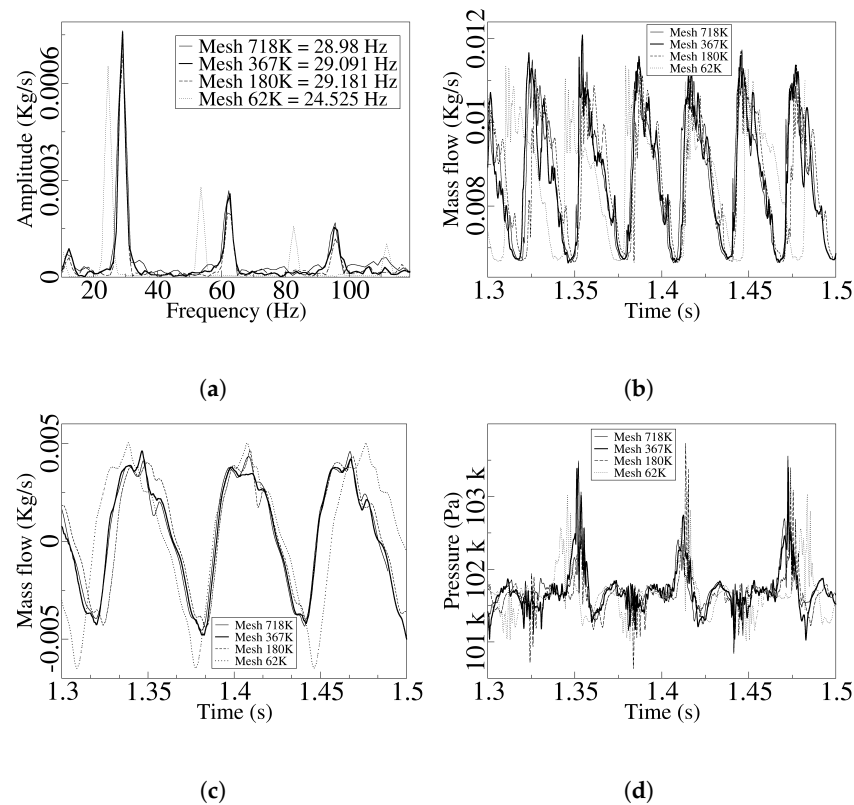 Mesh 718K = 28.98 Hz
Mesh 367K = 29.091 Hz
Mesh 180K = 29.181 Hz
Mesh 62K = 24.525 Hz
Amplitude (Kg/s)
0.0006
0.0003
0
20 40 60 80 100
Frequency (Hz)
(a)
Mesh 718K
Mesh 367K
Mesh 180K
Mesh 62K
Mass flow (Kg/s)
0.012
0.01
0.008
1.3 1.35 1.4 1.45 1.5
Time (s)
(b)
Mass flow (Kg/s)
0.005
0
-0.005
Mesh 718K
Mesh 367K
Mesh 180K
Mesh 62K
1.3 1.35 1.4 1.45 1.5
Time (s)
(c)
Mesh 718K
Mesh 367K
Mesh 180K
Mesh 62K
Pressure (Pa)
103 k
102 k
101 k
1.3 1.35 1.4 1.45 1.5
Time (s)
(d)